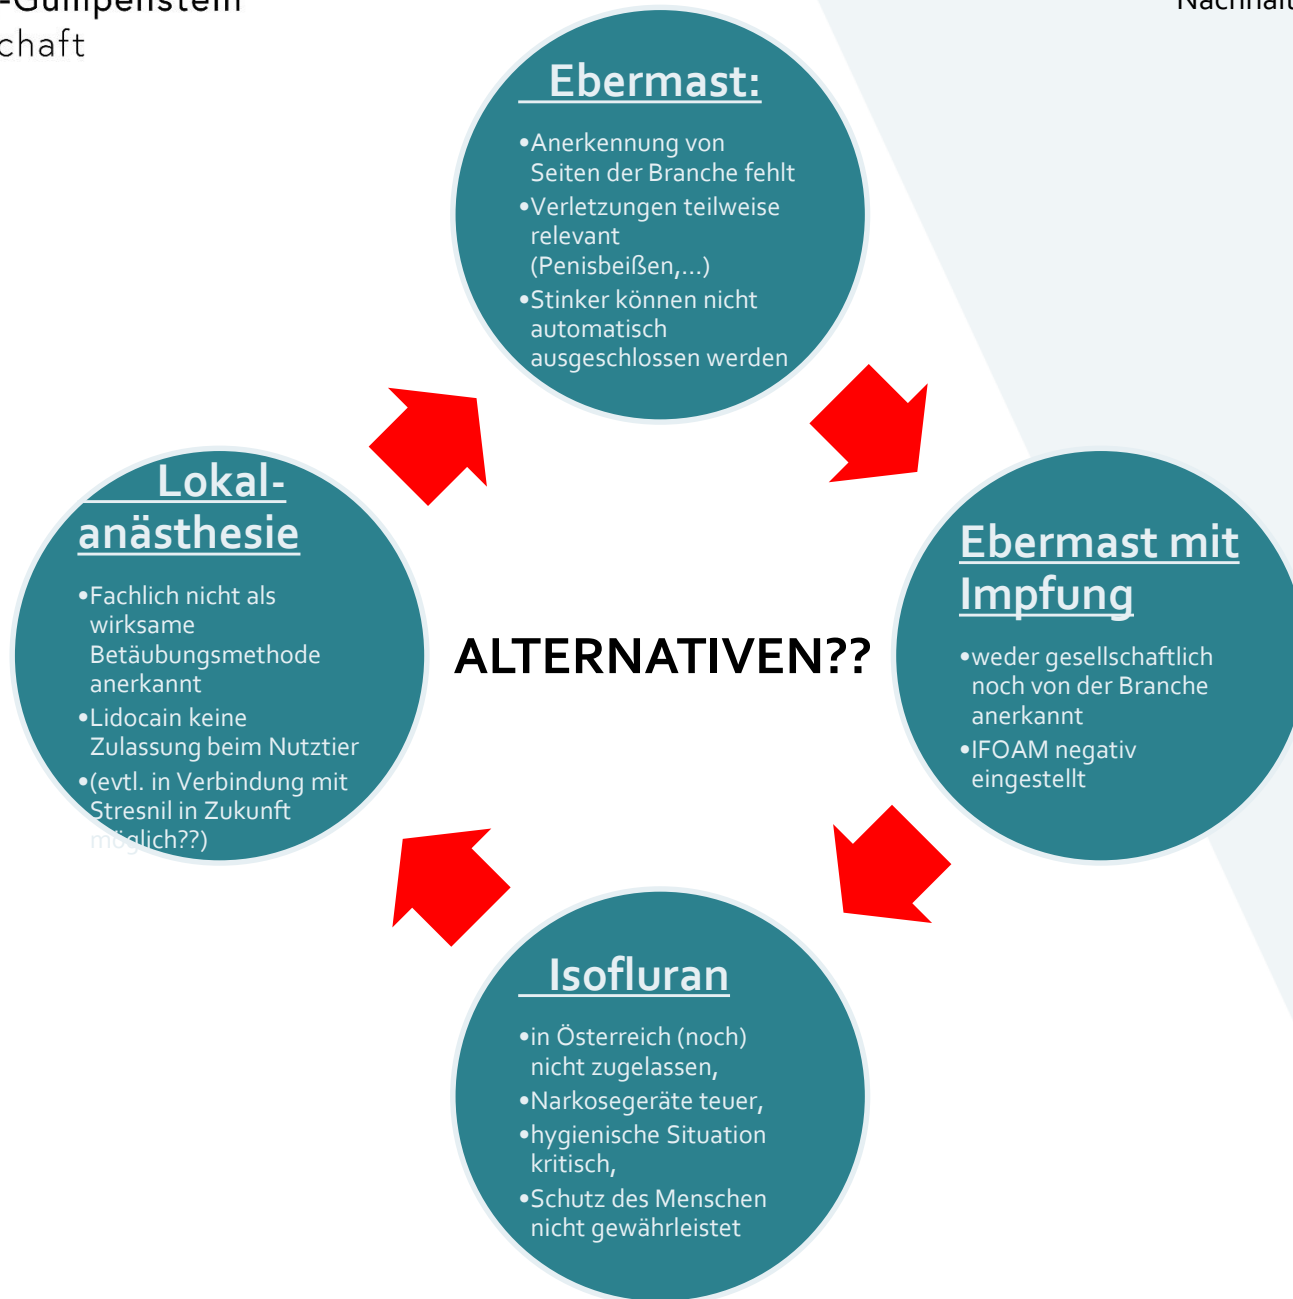 -Gumpenstein
chaft
Nachhalt
Ebermast:
•Anerkennung von
Seiten der Branche fehlt
•Verletzungen teilweise
relevant
(Penisbeißen,...)
•Stinker können nicht
automatisch
ausgeschlossen werden
Lokal-
anästhesie
•Fachlich nicht als
wirksame
Betäubungsmethode
anerkannt
•Lidocain keine
Zulassung beim Nutztier
•(evtl. in Verbindung mit
Stresnil in Zukunft
möglich??)
ALTERNATIVEN??
Ebermast mit
Impfung
•weder gesellschaftlich
noch von der Branche
anerkannt
•IFOAM negativ
eingestellt
Isofluran
•in Österreich (noch)
nicht zugelassen,
•Narkosegeräte teuer,
•hygienische Situation
kritisch,
•Schutz des Menschen
nicht gewährleistet